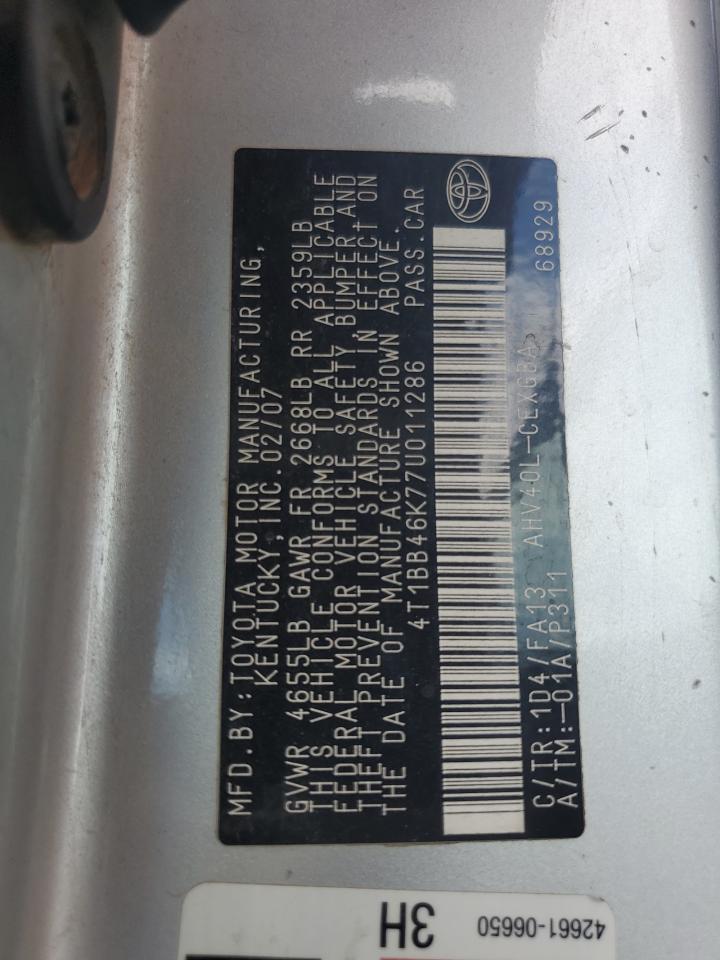 MFD.BY:TOYOTA MOTOR MANUFACTURING,
KENTUCKY,INC.02/07
GVWR 4655LB GAWR FR 2668LB RR 2359LB
THIS VEHICLE CONFORMS TO ALL APPLICABLE
FEDERAL MOTOR VEHICLE SAFETY,BUMPER AND
THEFT PREVENTION STANDARDS IN EFFECT ON
THE DATE OF MANUFACTURE SHOWN ABOVE.
4T1BB46K77U011286 PASS.CAR
C/TR:1D4/FA13 AHV40L-CEXGBA 68929
A/TM:-01A/P311
42661-06650
3H